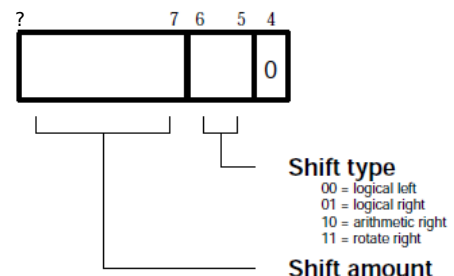 ? 7 6 5 4
0
Shift type
00 = logical left
01 = logical right
10 = arithmetic right
11 = rotate right
Shift amount